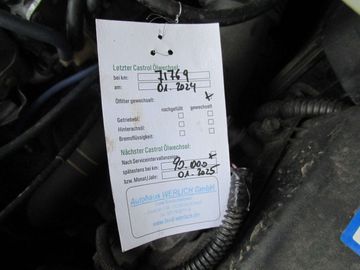 Letzter Castrol Ölwechsel:
bei km: 71769
am: 01.2024
Ölfilter gewechselt: x
nachgefüllt gewechselt
Getriebeöl:
Hinterachsöl:
Bremsflüssigkeit:
Nächster Castrol Ölwechsel:
Nach Serviceintervallanzeige
spätestens bei km: 90.000
bzw. Monat/Jahr: 01.2025
Autohaus WERLICH GmbH